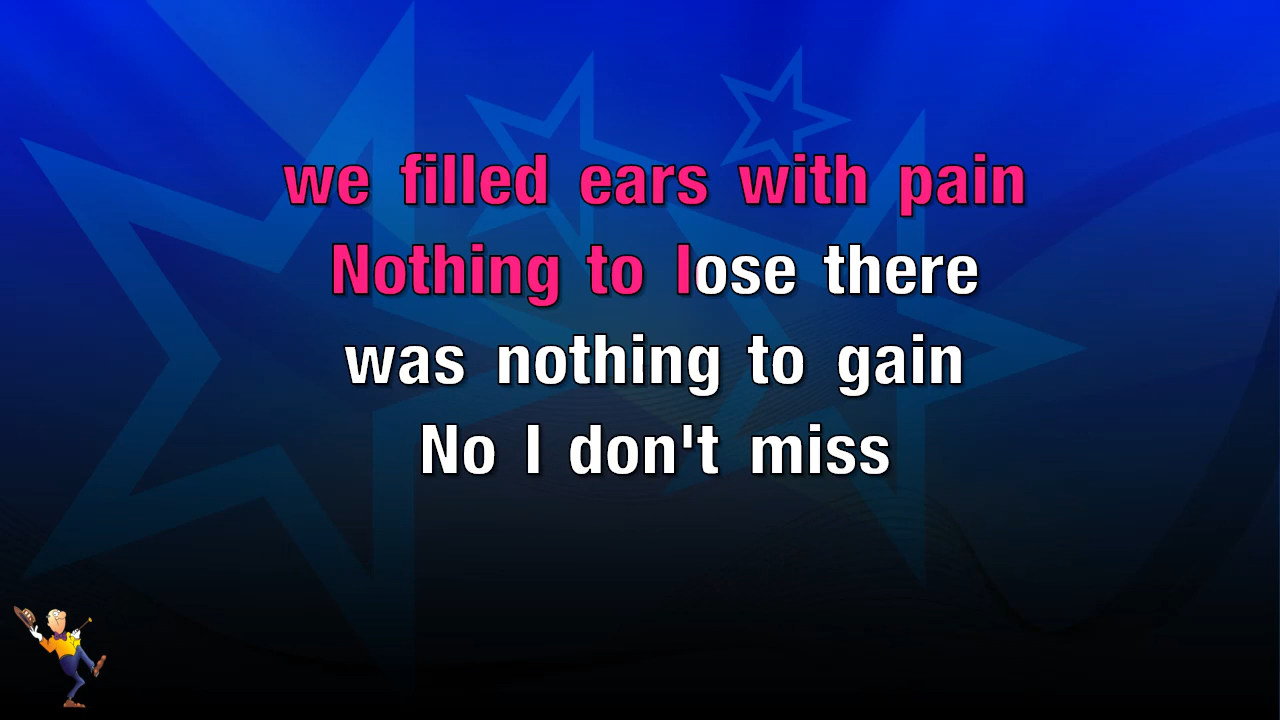 we filled ears with pain
Nothing to lose there
was nothing to gain
No I don't miss